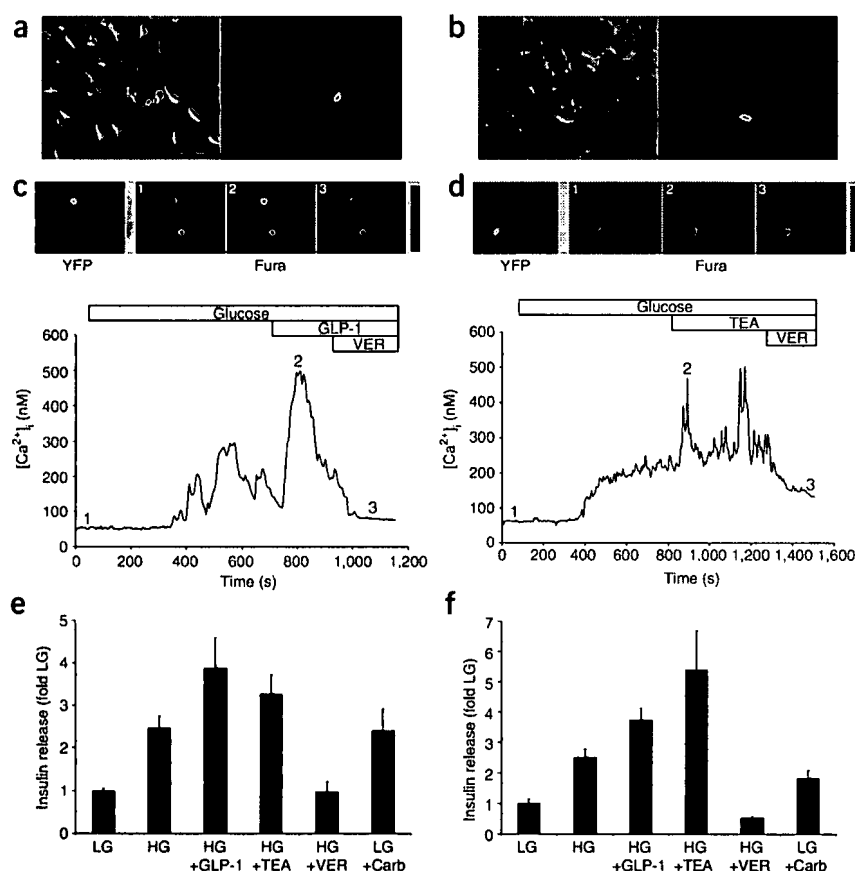 a
b
c
1 2 3
YFP Fura
d
1 2 3
YFP Fura
Glucose
GLP-1
VER
600
500
400
300
200
100
0
[Ca2+]i (nM)
1
2
3
0 200 400 600 800 1,000 1,200
Time (s)
Glucose
TEA
VER
600
500
400
300
200
100
0
[Ca2+]i (nM)
1
2
3
0 200 400 600 800 1,000 1,200 1,400 1,600
Time (s)
e
5
4
3
2
1
0
Insulin release (fold LG)
LG HG HG HG HG LG
+GLP-1 +TEA +VER +Carb
f
7
6
5
4
3
2
1
0
Insulin release (fold LG)
LG HG HG HG HG LG
+GLP-1 +TEA +VER +Carb